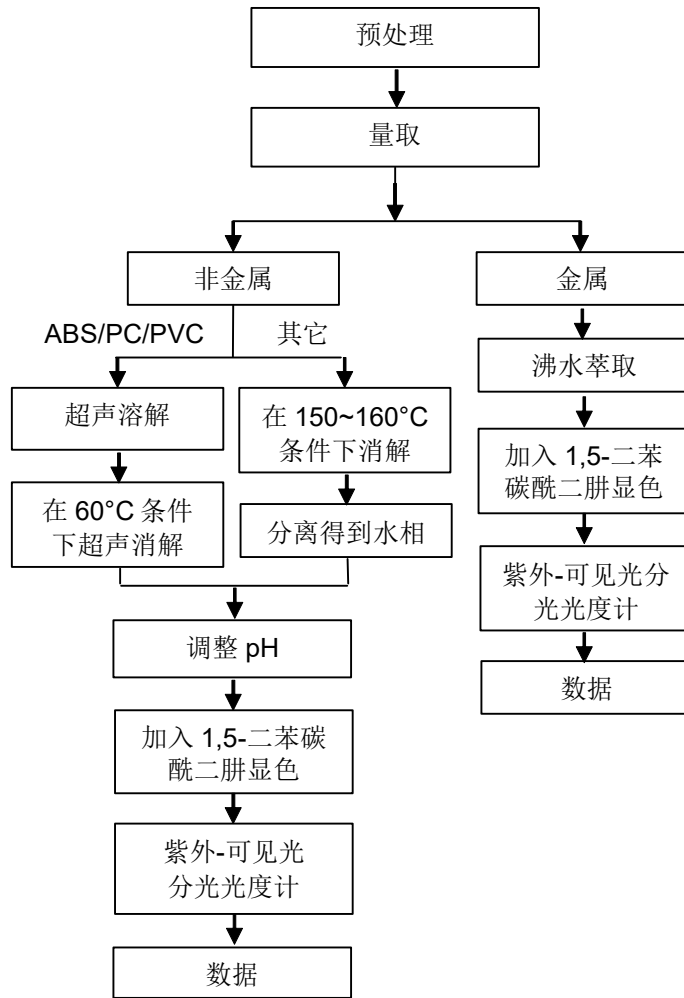 预处理
量取
非金属
金属
ABS/PC/PVC
其它
沸水萃取
超声溶解
在 150~160°C
条件下消解
加入 1,5-二苯
碳酰二肼显色
在 60°C 条件
下超声消解
分离得到水相
紫外-可见光分
光光度计
调整 pH
数据
加入 1,5-二苯碳
酰二肼显色
紫外-可见光
分光光度计
数据